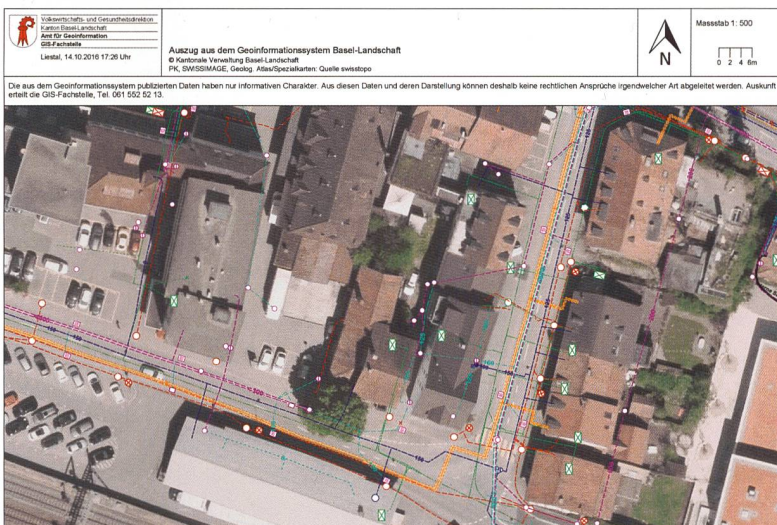 Volkswirtschafts- und Gesundheitsdirektion
Kanton Basel-Landschaft
Amt für Geoinformation
GIS-Fachstelle
Liestal, 14.10.2016 17:26 Uhr
Auszug aus dem Geoinformationssystem Basel-Landschaft
© Kantonale Verwaltung Basel-Landschaft
PK, SWISSIMAGE, Geolog. Atlas/Spezialkarten: Quelle swisstopo
N
Massstab 1: 500
0 2 4 6m
Die aus dem Geoinformationssystem publizierten Daten haben nur informativen Charakter. Aus diesen Daten und deren Darstellung können deshalb keine rechtlichen Ansprüche irgendwelcher Art abgeleitet werden. Auskunft
erteilt die GIS-Fachstelle, Tel. 061 552 52 13.